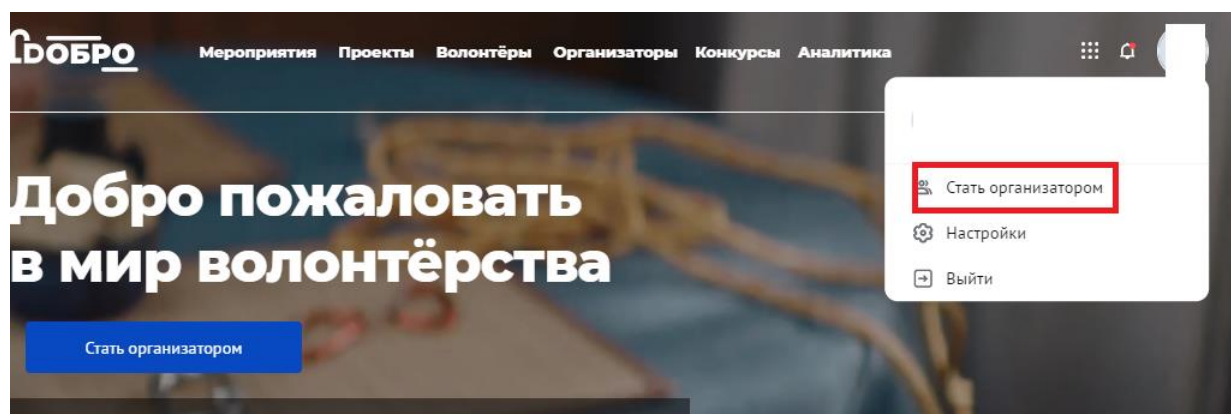 ДОБРО
Мероприятия Проекты Волонтёры Организаторы Конкурсы Аналитика
Добро пожаловать
в мир волонтёрства
Стать организатором
Стать организатором
Настройки
Выйти